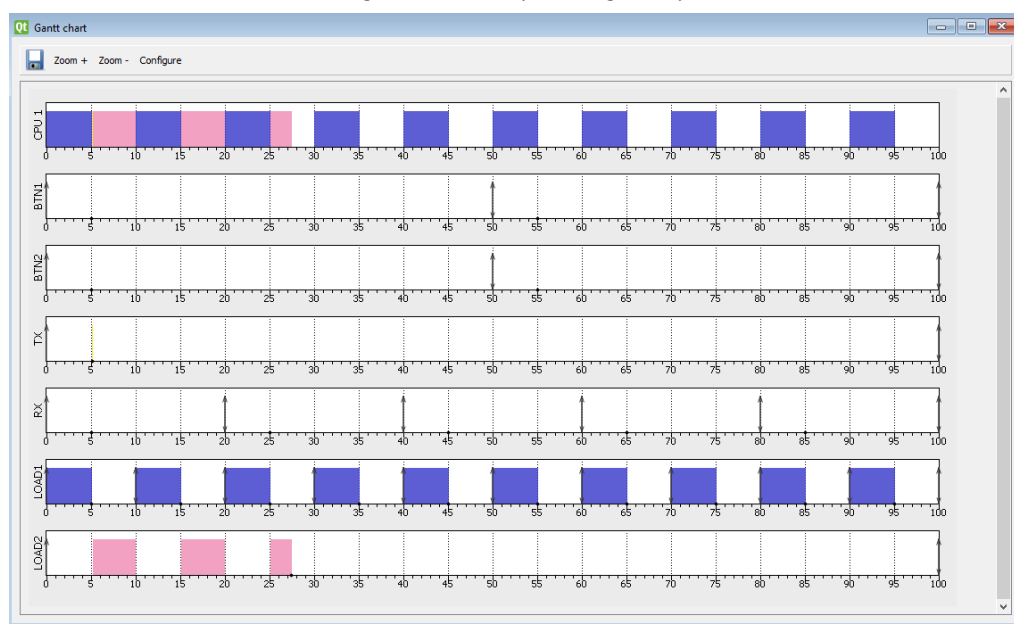 Gantt chart
Zoom + Zoom - Configure
CPU 1
0 5 10 15 20 25 30 35 40 45 50 55 60 65 70 75 80 85 90 95 100
BTN1
0 5 10 15 20 25 30 35 40 45 50 55 60 65 70 75 80 85 90 95 100
BTN2
0 5 10 15 20 25 30 35 40 45 50 55 60 65 70 75 80 85 90 95 100
TX
0 5 10 15 20 25 30 35 40 45 50 55 60 65 70 75 80 85 90 95 100
RX
0 5 10 15 20 25 30 35 40 45 50 55 60 65 70 75 80 85 90 95 100
LOAD1
0 5 10 15 20 25 30 35 40 45 50 55 60 65 70 75 80 85 90 95 100
LOAD2
0 5 10 15 20 25 30 35 40 45 50 55 60 65 70 75 80 85 90 95 100